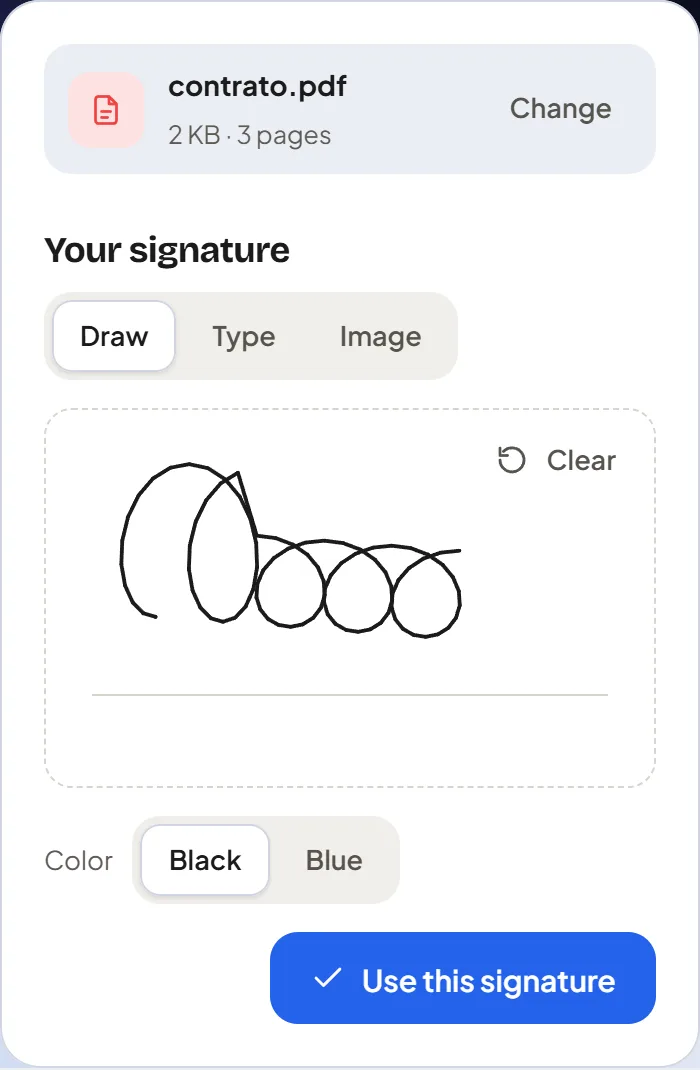 contrato.pdf
2 KB · 3 pages
Change
Your signature
Draw Type Image
Clear
Color Black Blue
Use this signature